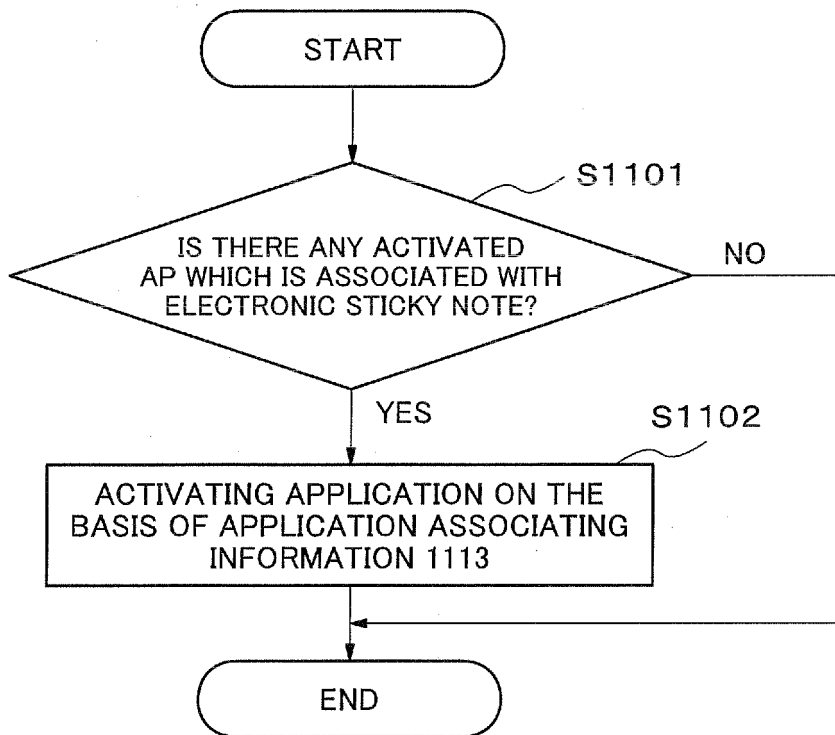 START
S1101
IS THERE ANY ACTIVATED
AP WHICH IS ASSOCIATED WITH
ELECTRONIC STICKY NOTE?
NO
YES
S1102
ACTIVATING APPLICATION ON THE
BASIS OF APPLICATION ASSOCIATING
INFORMATION 1113
END